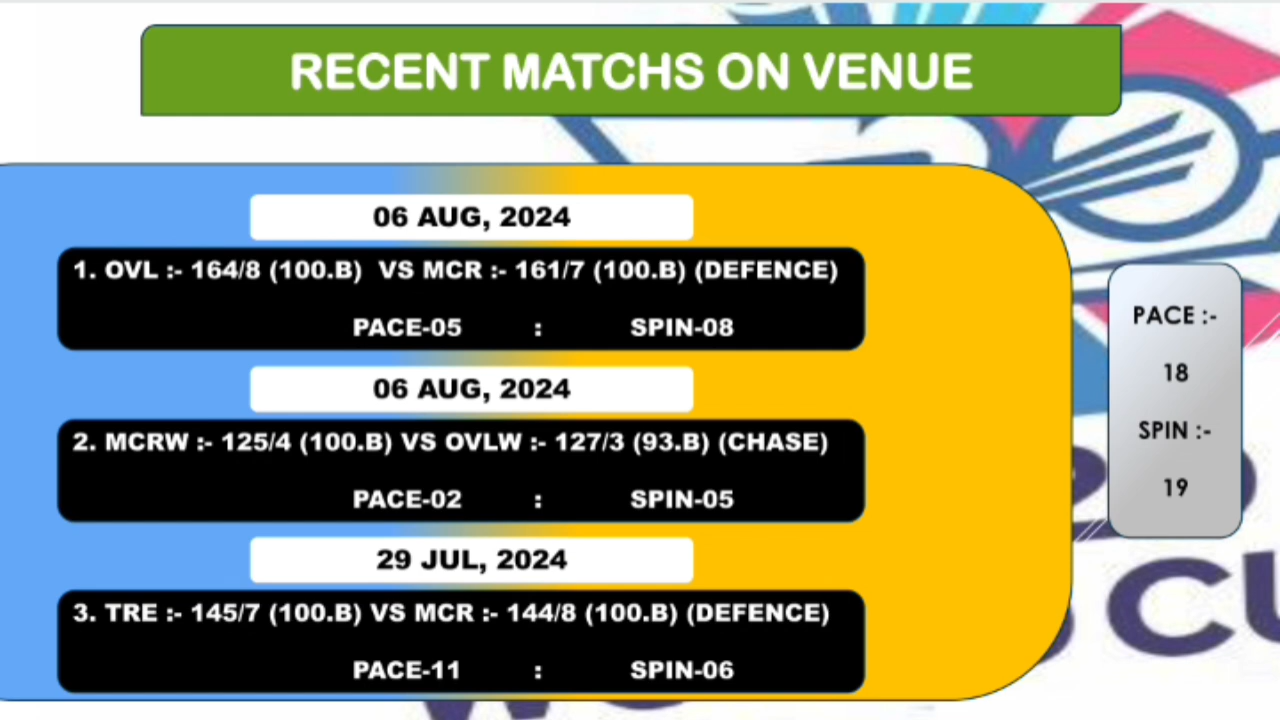 RECENT MATCHS ON VENUE
06 AUG, 2024
1. OVL :- 164/8 (100.B) VS MCR :- 161/7 (100.B) (DEFENCE)
PACE-05 : SPIN-08
06 AUG, 2024
2. MCRW :- 125/4 (100.B) VS OVLW :- 127/3 (93.B) (CHASE)
PACE-02 : SPIN-05
29 JUL, 2024
3. TRE :- 145/7 (100.B) VS MCR :- 144/8 (100.B) (DEFENCE)
PACE-11 : SPIN-06
PACE :-
18
SPIN :-
19